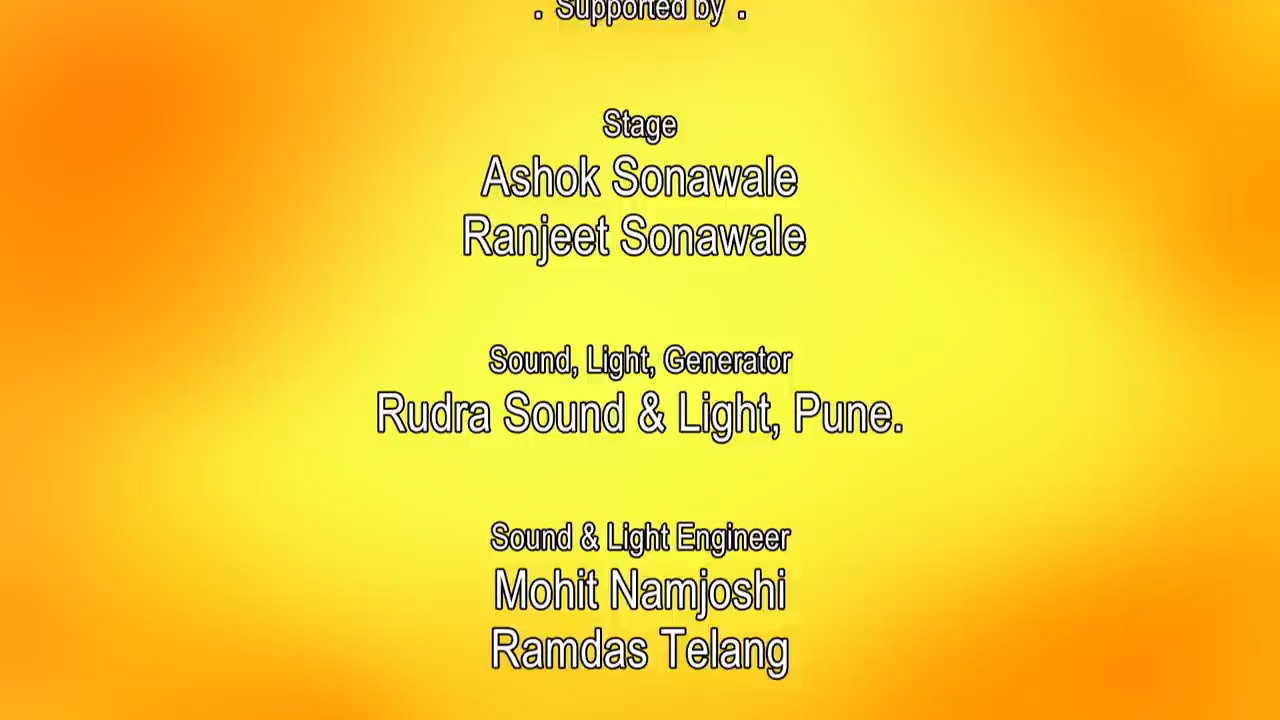 . Supported by .
Stage
Ashok Sonawale
Ranjeet Sonawale
Sound, Light, Generator
Rudra Sound & Light, Pune.
Sound & Light Engineer
Mohit Namjoshi
Ramdas Telang